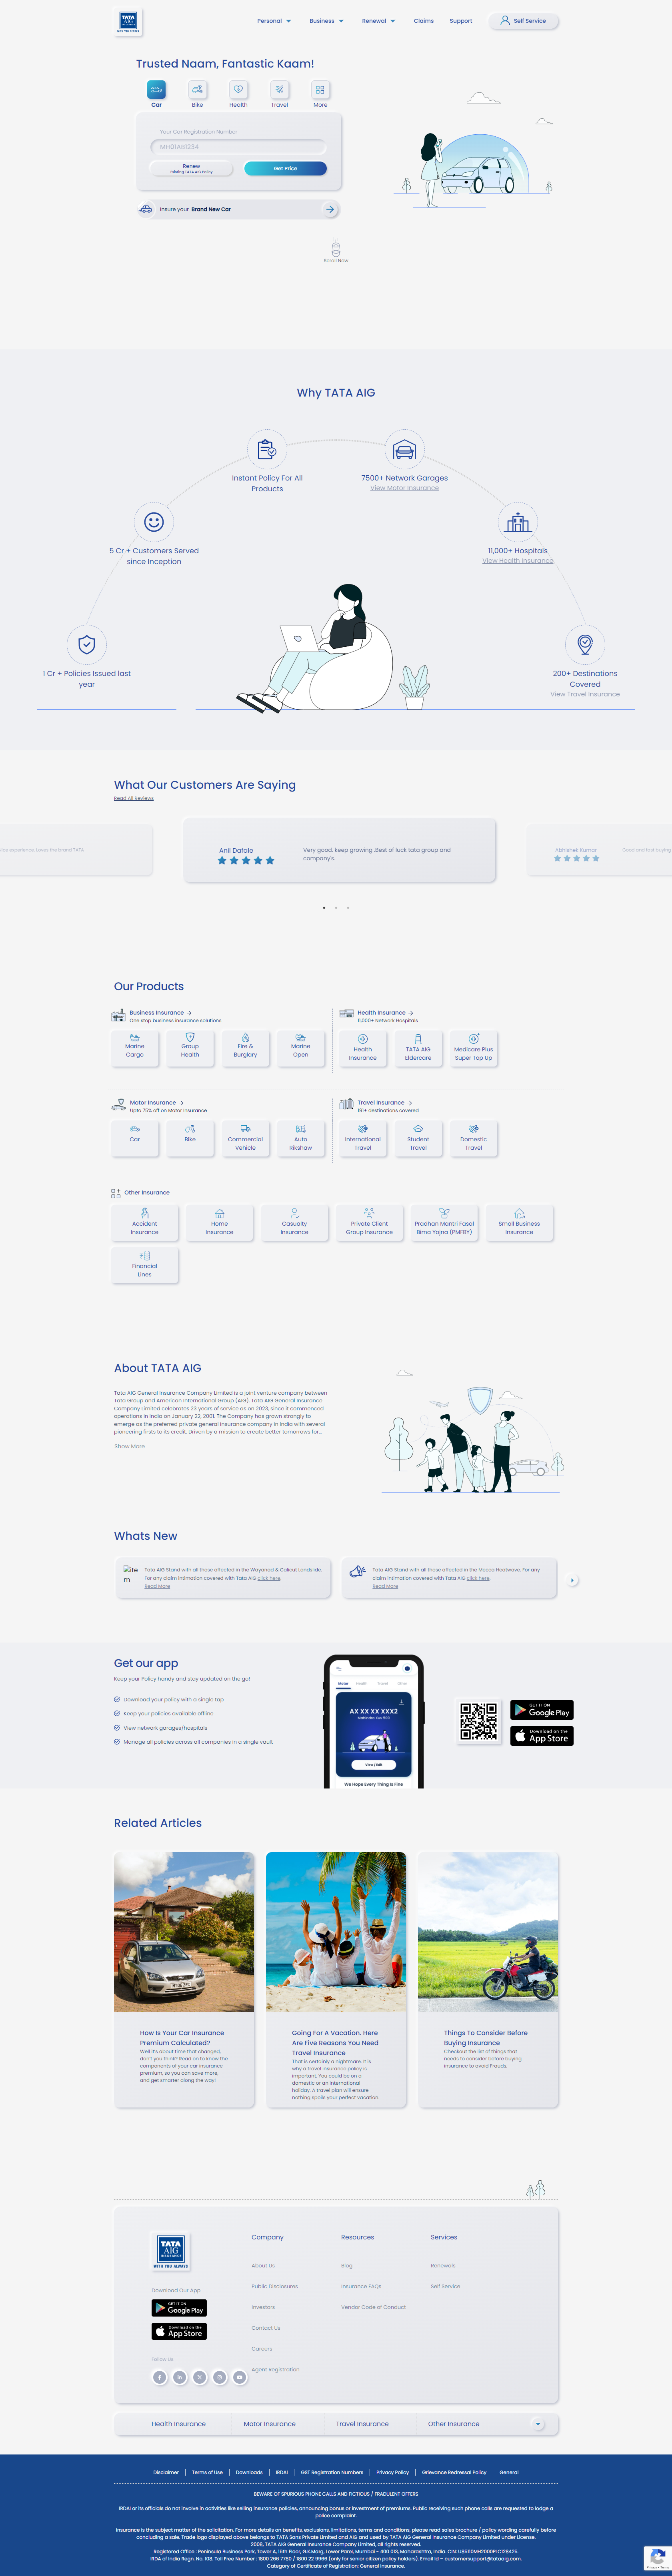 TATA
AIG
INSURANCE
WITH YOU ALWAYS
Personal
Business
Renewal
Claims
Support
Self Service
Trusted Naam, Fantastic Kaam!
Car
Bike
Health
Travel
More
Your Car Registration Number
MH01AB1234
Renew
Existing TATA AIG Policy
Get Price
Insure your Brand New Car
Scroll Now
Why TATA AIG
Instant Policy For All
Products
7500+ Network Garages
View Motor Insurance
5 Cr + Customers Served
since Inception
11,000+ Hospitals
View Health Insurance
1 Cr + Policies Issued last
year
200+ Destinations
Covered
View Travel Insurance
What Our Customers Are Saying
Read All Reviews
Anil Dafale
Very good, keep growing .Best of luck tata group and
company's.
Abhishek Kumar
Good and fast buying
Our Products
Business Insurance
One stop business insurance solutions
Marine
Cargo
Group
Health
Fire &
Burglary
Marine
Open
Health Insurance
11,000+ Network Hospitals
Health
Insurance
TATA AIG
Eldercare
Medicare Plus
Super Top Up
Motor Insurance
Upto 75% off on Motor Insurance
Car
Bike
Commercial
Vehicle
Auto
Rikshaw
Travel Insurance
191+ destinations covered
International
Travel
Student
Travel
Domestic
Travel
Other Insurance
Accident
Insurance
Home
Insurance
Casualty
Insurance
Private Client
Group Insurance
Pradhan Mantri Fasal
Bima Yojna (PMFBY)
Small Business
Insurance
Financial
Lines
About TATA AIG
Tata AIG General Insurance Company Limited is a joint venture company between
Tata Group and American International Group (AIG). Tata AIG General Insurance
Company Limited celebrates 23 years of service as on 2023, since it commenced
operations in India on January 22, 2001. The Company has grown strongly to
emerge as the preferred private general insurance company in India with several
pioneering firsts to its credit. Driven by a mission to create better tomorrows for...
Show More
Whats New
item
Tata AIG Stand with all those affected in the Wayanad & Calicut Landslide.
For any claim intimation covered with Tata AIG click here.
Read More
Tata AIG Stand with all those affected in the Mecca Heatwave. For any
claim intimation covered with Tata AIG click here.
Read More
Get our app
Keep your Policy handy and stay updated on the go!
Download your policy with a single tap
Keep your policies available offline
View network garages/hospitals
Manage all policies across all companies in a single vault
Motor
Health
Travel
Other
AX XX XX XXX2
Mahindra Xuv 500
View / Edit
We Hope Every Thing Is Fine
GET IT ON
Google Play
Download on the
App Store
Related Articles
How Is Your Car Insurance
Premium Calculated?
Well it's about time that changed,
don't you think? Read on to know the
components of your car insurance
premium, so you can save more,
and get smarter along the way!
Going For A Vacation, Here
Are Five Reasons You Need
Travel Insurance
That is certainly a nightmare. It is
why a travel insurance policy is
important. You could be on a
domestic or an international
holiday. A travel plan will ensure
nothing spoils your perfect vacation.
Things To Consider Before
Buying Insurance
Checkout the list of things that
needs to consider before buying
insurance to avoid frauds.
TATA
AIG
INSURANCE
WITH YOU ALWAYS
Download Our App
GET IT ON
Google Play
Download on the
App Store
Follow Us
Company
About Us
Public Disclosures
Investors
Contact Us
Careers
Agent Registration
Resources
Blog
Insurance FAQs
Vendor Code of Conduct
Services
Renewals
Self Service
Health Insurance
Motor Insurance
Travel Insurance
Other Insurance
Disclaimer
Terms of Use
Downloads
IRDAI
GST Registration Numbers
Privacy Policy
Grievance Redressal Policy
General
BEWARE OF SPURIOUS PHONE CALLS AND FICTIOUS / FRAUDULENT OFFERS
IRDAI or its officials do not involve in activities like selling insurance policies, announcing bonus or investment of premiums. Public receiving such phone calls are requested to lodge a
police complaint.
Insurance is the subject matter of the solicitation. For more details on benefits, exclusions, limitations, terms and conditions, please read sales brochure / policy wording carefully before
concluding a sale. Trade logo displayed above belongs to TATA Sons Private Limited and AIG and used by TATA AIG General Insurance Company Limited under License.
2008, TATA AIG General Insurance Company Limited, all rights reserved.
Registered Office : Peninsula Business Park, Tower A, 15th Floor, G.K.Marg, Lower Parel, Mumbai - 400 013, Maharashtra, India. CIN: U85110MH2000PLC128425.
IRDA of India Regn. No. 108. Toll Free Number : 1800 266 7780 / 1800 22 9966 (only for senior citizen policy holders). Email Id – customersupport@tataaig.com.
Category of Certificate of Registration: General Insurance.